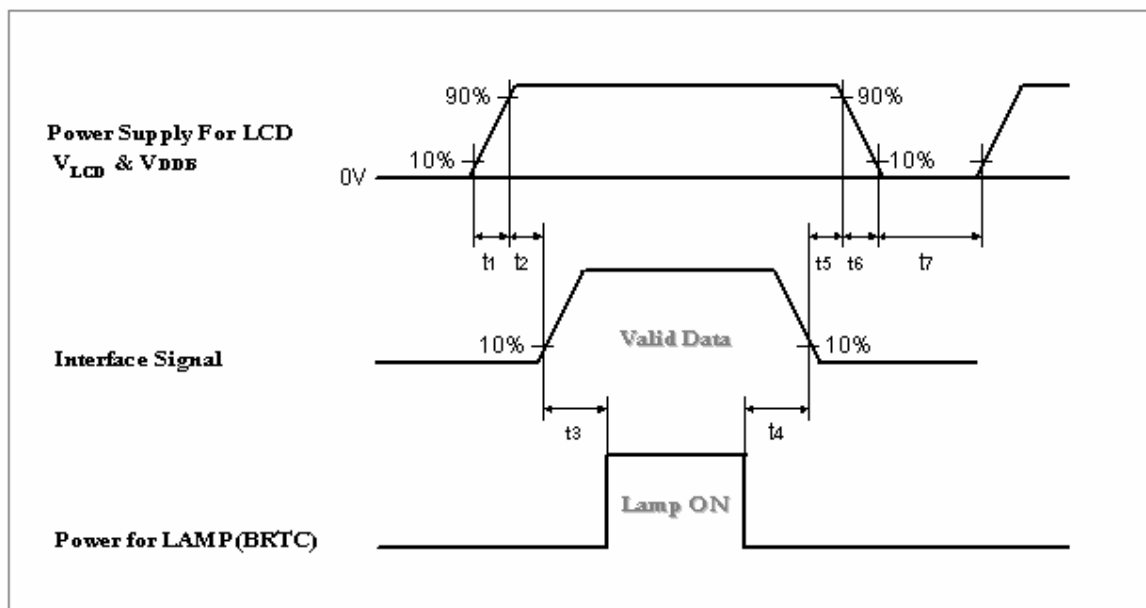 90%
90%
Power Supply For LCD
VLCD & VDDB
10%
10%
0V
t1
t2
t5
t6
t7
Valid Data
10%
10%
Interface Signal
t3
t4
Lamp ON
Power for LAMP(BRTC)